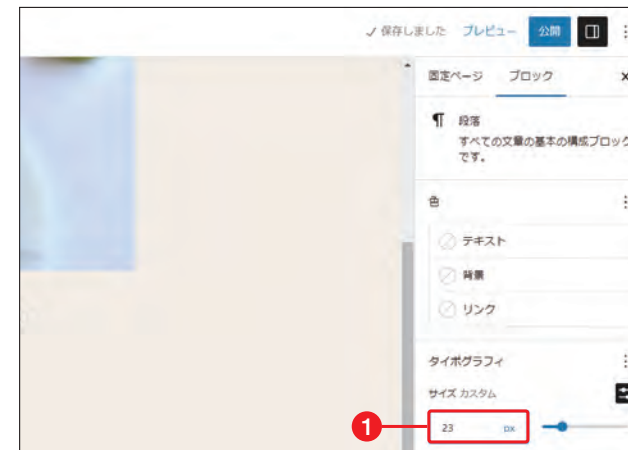 ✓ 保存しました プレビュー 公開
固定ページ ブロック ×
¶ 段落
すべての文章の基本の構成ブロック
です。
色
テキスト
背景
リンク
タイポグラフィ
サイズ カスタム
1 23 px